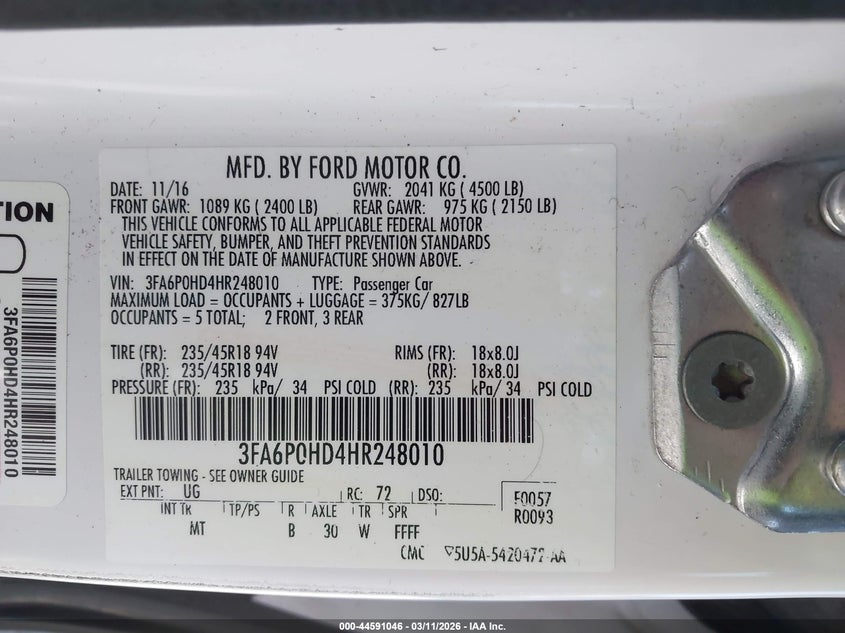 TION
3FA6P0HD4HR248010
MFD. BY FORD MOTOR CO.
DATE: 11/16 GVWR: 2041 KG ( 4500 LB)
FRONT GAWR: 1089 KG ( 2400 LB) REAR GAWR: 975 KG ( 2150 LB)
THIS VEHICLE CONFORMS TO ALL APPLICABLE FEDERAL MOTOR
VEHICLE SAFETY, BUMPER, AND THEFT PREVENTION STANDARDS
IN EFFECT ON THE DATE OF MANUFACTURE SHOWN ABOVE.
VIN: 3FA6P0HD4HR248010 TYPE: Passenger Car
MAXIMUM LOAD = OCCUPANTS + LUGGAGE = 375KG/ 827LB
OCCUPANTS = 5 TOTAL; 2 FRONT, 3 REAR
TIRE (FR): 235/45R18 94V RIMS (FR): 18x8.0J
(RR): 235/45R18 94V (RR): 18x8.0J
PRESSURE (FR): 235 kPa/ 34 PSI COLD (RR): 235 kPa/ 34 PSI COLD
3FA6P0HD4HR248010
TRAILER TOWING - SEE OWNER GUIDE
EXT PNT: UG RC: 72 DSO: F0057
INT TR TP/PS R AXLE TR SPR R0093
MT B 30 W FFFF
CMC 5U5A-5420472-AA
000-44591046 - 03/11/2026 - IAA Inc.